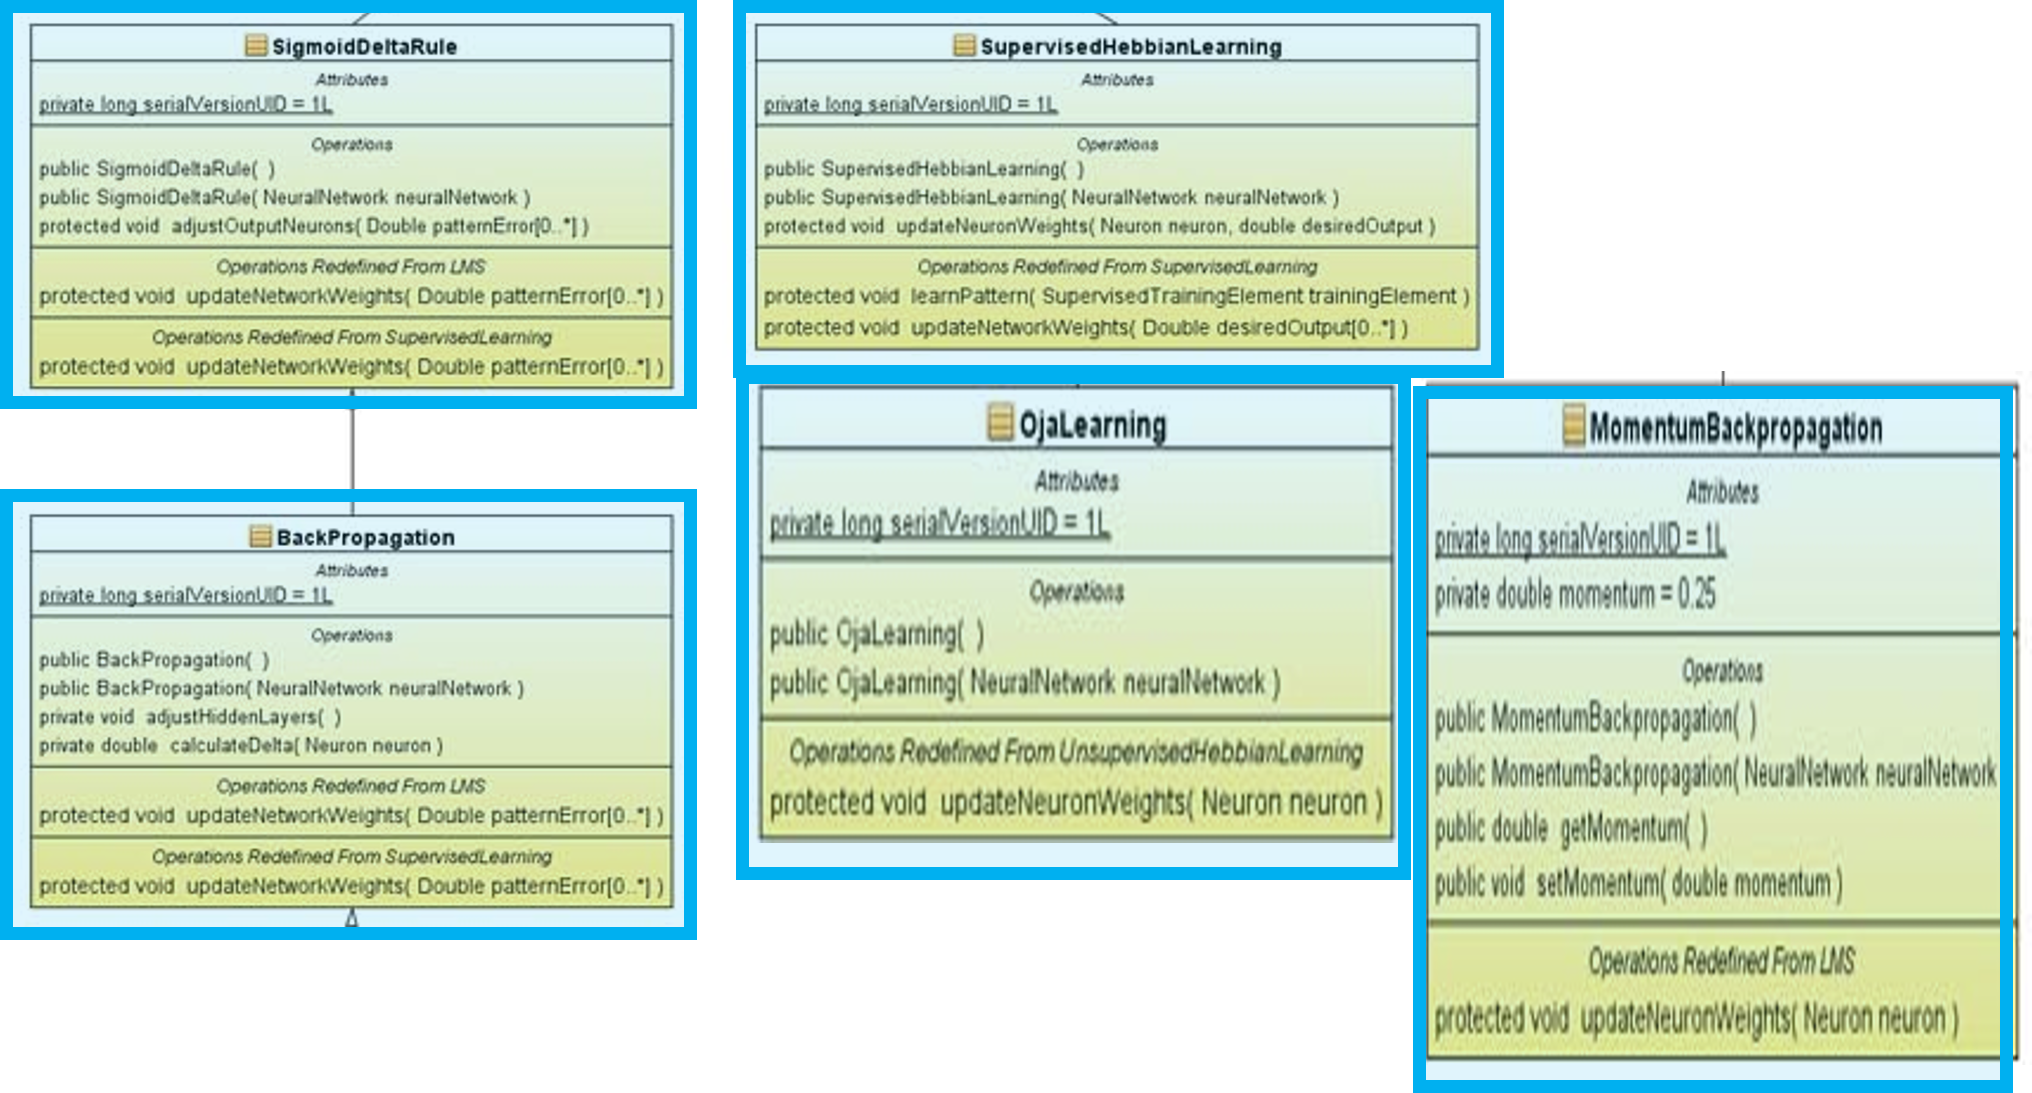 SigmoidDeltaRule
Attributes
private long serialVersionUID = 1L
Operations
public SigmoidDeltaRule( )
public SigmoidDeltaRule( NeuralNetwork neuralNetwork )
protected void adjustOutputNeurons( Double patternError[0..*] )
Operations Redefined From LMS
protected void updateNetworkWeights( Double patternError[0..*] )
Operations Redefined From SupervisedLearning
protected void updateNetworkWeights( Double patternError[0..*] )
BackPropagation
Attributes
private long serialVersionUID = 1L
Operations
public BackPropagation( )
public BackPropagation( NeuralNetwork neuralNetwork )
private void adjustHiddenLayers( )
private double calculateDelta( Neuron neuron )
Operations Redefined From LMS
protected void updateNetworkWeights( Double patternError[0..*] )
Operations Redefined From SupervisedLearning
protected void updateNetworkWeights( Double patternError[0..*] )
SupervisedHebbianLearning
Attributes
private long serialVersionUID = 1L
Operations
public SupervisedHebbianLearning( )
public SupervisedHebbianLearning( NeuralNetwork neuralNetwork )
protected void updateNeuronWeights( Neuron neuron, double desiredOutput )
Operations Redefined From SupervisedLearning
protected void learnPattern( SupervisedTrainingElement trainingElement )
protected void updateNetworkWeights( Double desiredOutput[0..*] )
OjaLearning
Attributes
private long serialVersionUID = 1L
Operations
public OjaLearning( )
public OjaLearning( NeuralNetwork neuralNetwork )
Operations Redefined From UnsupervisedHebbianLearning
protected void updateNeuronWeights( Neuron neuron )
MomentumBackpropagation
Attributes
private long serialVersionUID = 1L
private double momentum = 0.25
Operations
public MomentumBackpropagation( )
public MomentumBackpropagation( NeuralNetwork neuralNetwork
public double getMomentum( )
public void setMomentum( double momentum )
Operations Redefined From LMS
protected void updateNeuronWeights( Neuron neuron )